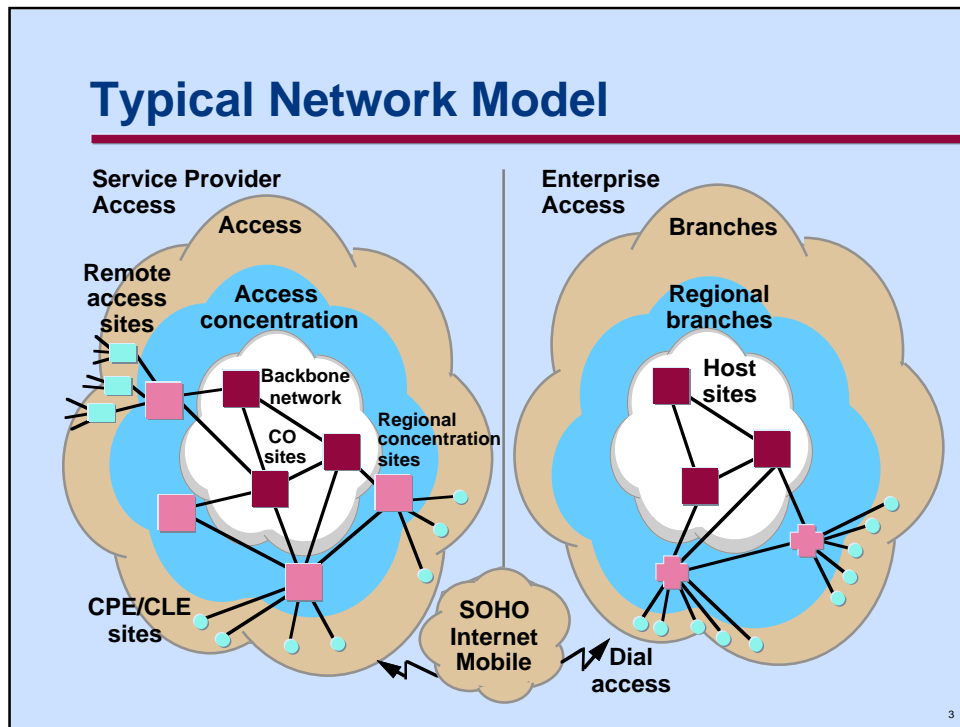 Typical Network Model
Service Provider
Access
Access
Remote
access
sites
Access
concentration
Backbone
network
CO
sites
Regional
concentration
sites
CPE/CLE
sites
Enterprise
Access
Branches
Regional
branches
Host
sites
SOHO
Internet
Mobile
Dial
access
3